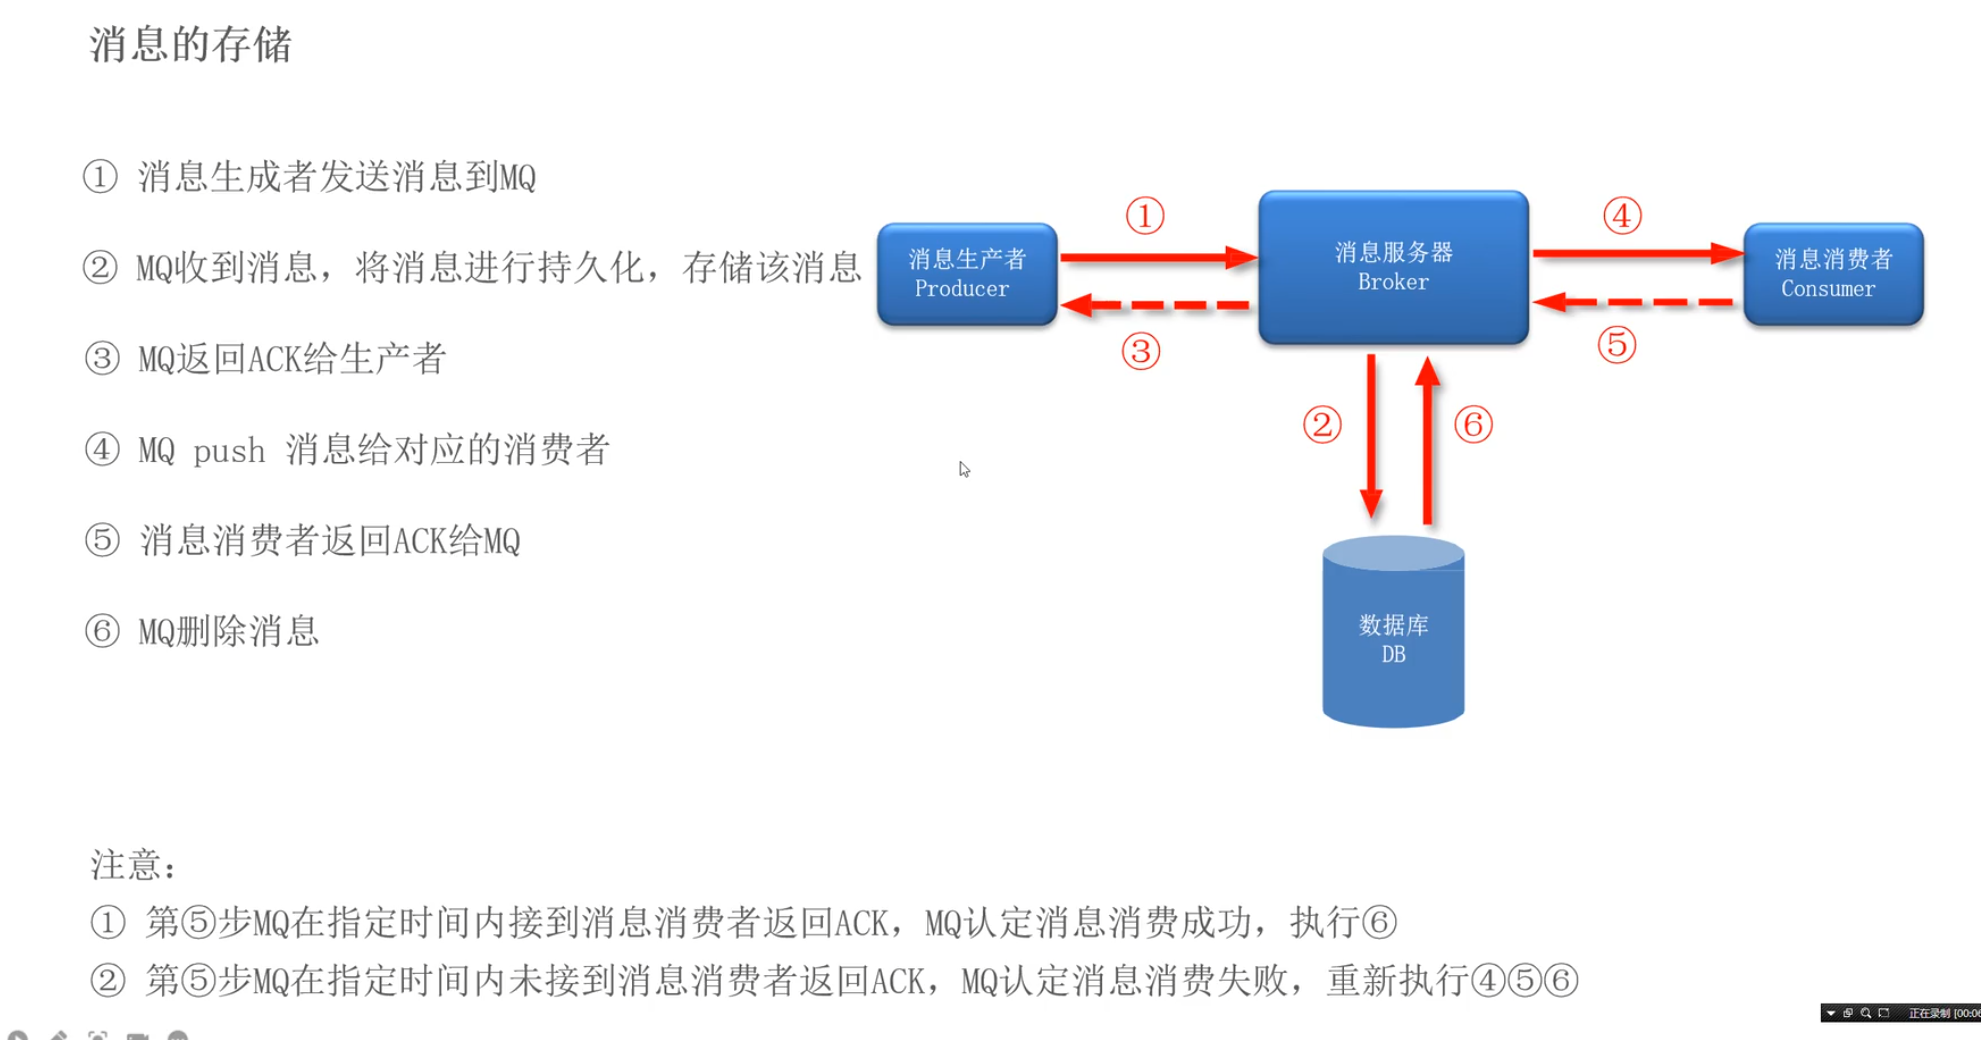 消息的存储
① 消息生成者发送消息到MQ
② MQ收到消息，将消息进行持久化，存储该消息
③ MQ返回ACK给生产者
④ MQ push 消息给对应的消费者
⑤ 消息消费者返回ACK给MQ
⑥ MQ删除消息
消息生产者
Producer
①
③
消息服务器
Broker
④
⑤
消息消费者
Consumer
②
⑥
数据库
DB
注意：
① 第⑤步MQ在指定时间内接到消息消费者返回ACK，MQ认定消息消费成功，执行⑥
② 第⑤步MQ在指定时间内未接到消息消费者返回ACK，MQ认定消息消费失败，重新执行④⑤⑥
正在录制 [00:06